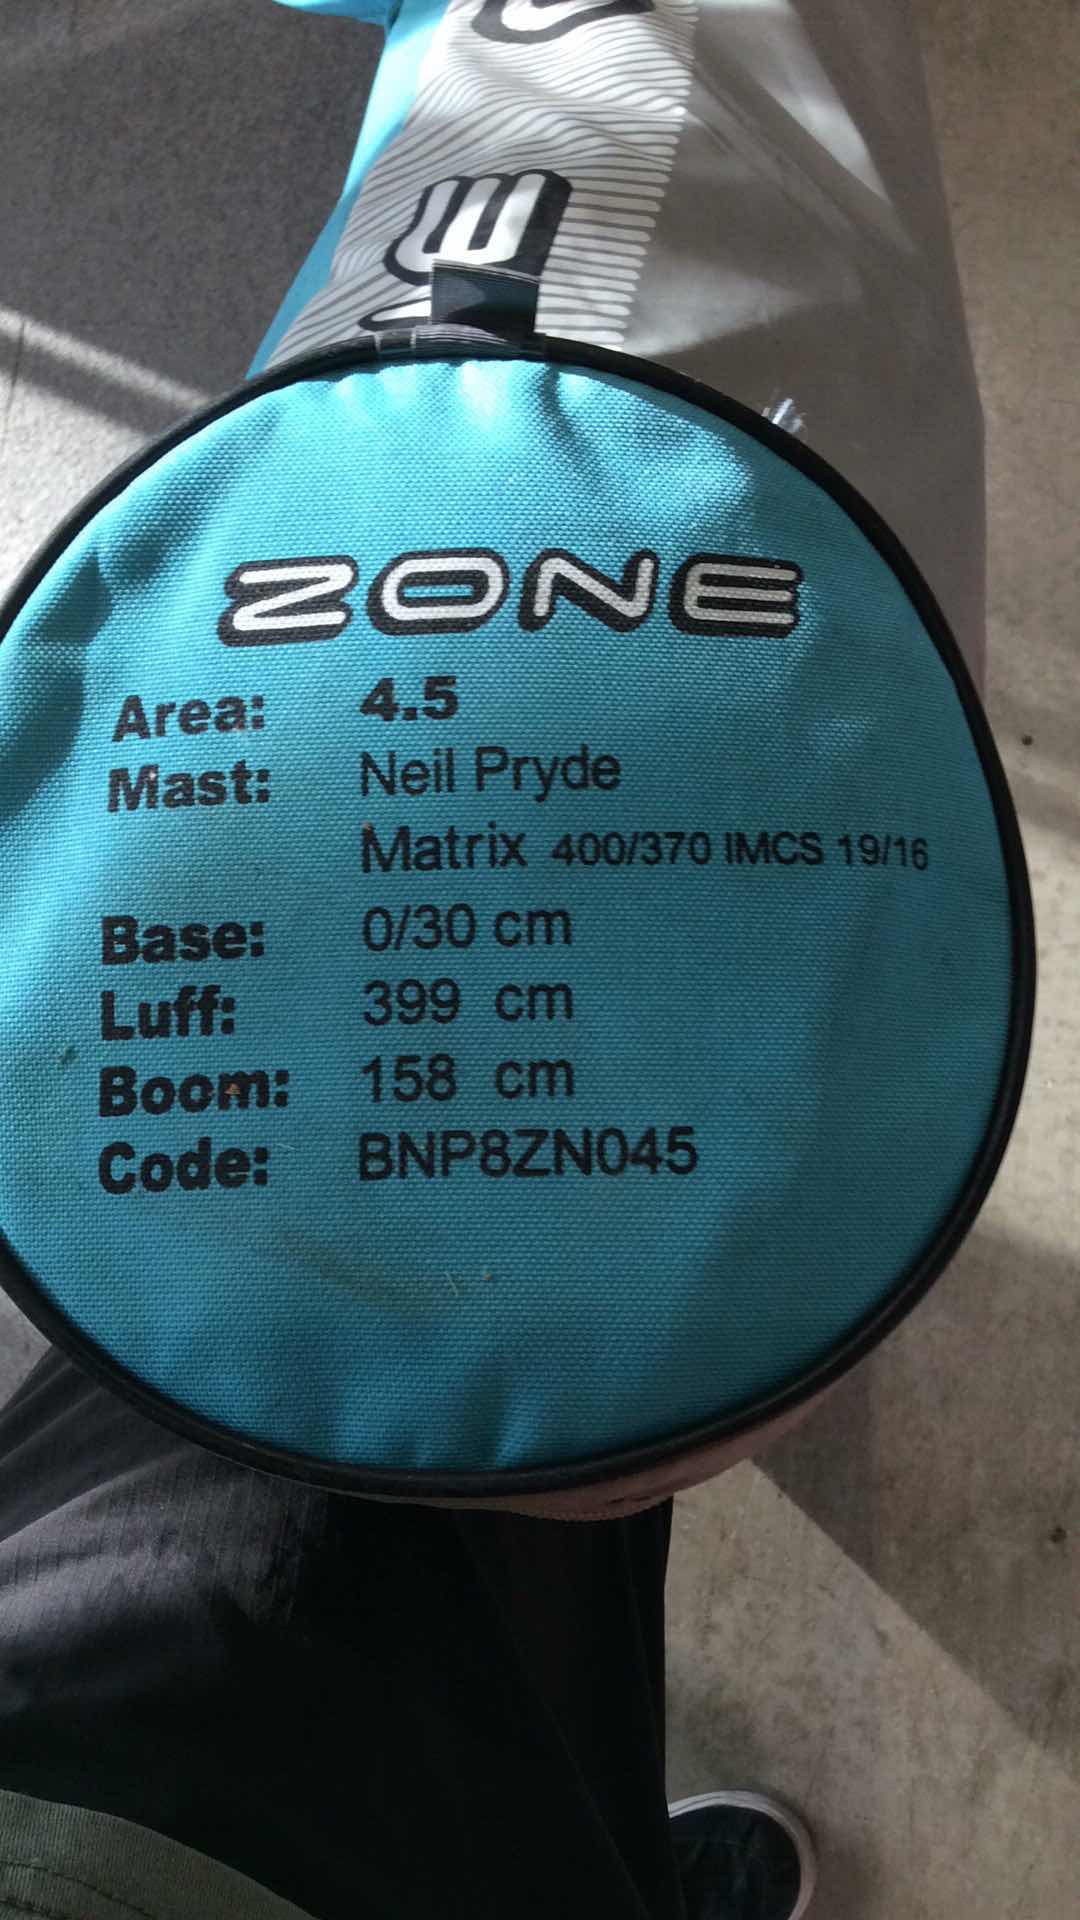 ZONE
Area: 4.5
Mast: Neil Pryde
Matrix 400/370 IMCS 19/16
Base: 0/30 cm
Luff: 399 cm
Boom: 158 cm
Code: BNP8ZN045